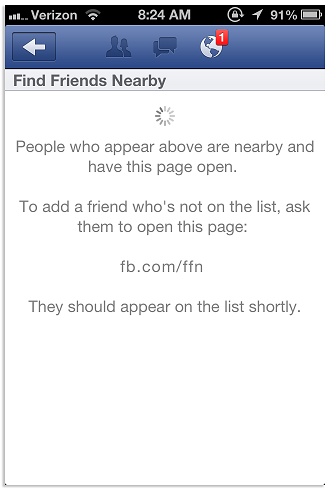 Verizon 8:24 AM 91%
1
Find Friends Nearby
People who appear above are nearby and
have this page open.
To add a friend who's not on the list, ask
them to open this page:
fb.com/ffn
They should appear on the list shortly.